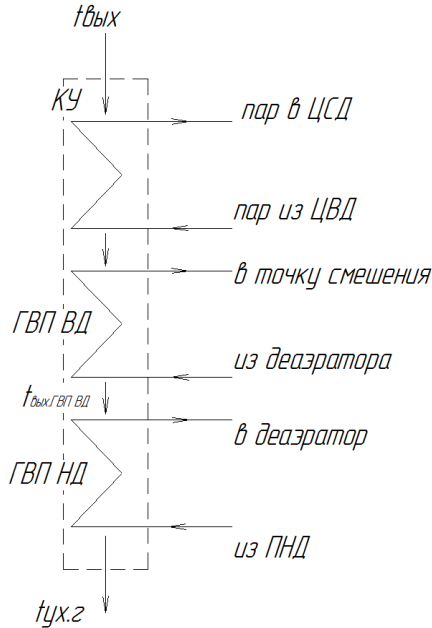 tвых
КУ
пар в ЦСД
пар из ЦВД
в точку смешения
ГВП ВД
из деаэратора
tвых.ГВП ВД
в деаэратор
ГВП НД
из ПНД
tух.г